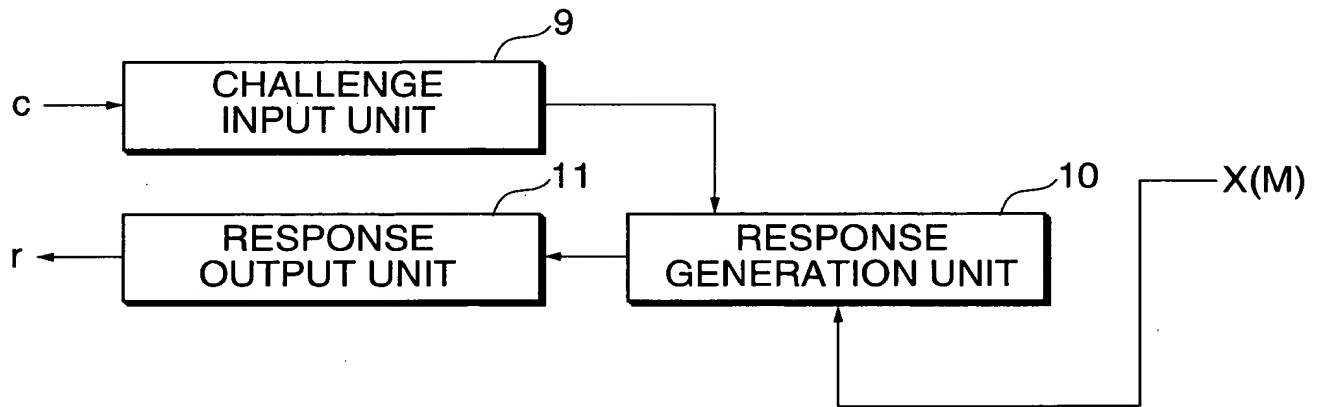 9
c
CHALLENGE
INPUT UNIT
11
10
X(M)
r
RESPONSE
OUTPUT UNIT
RESPONSE
GENERATION UNIT